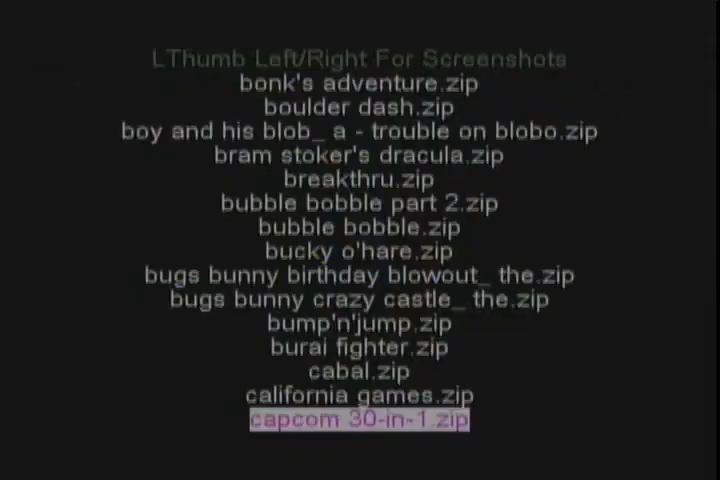 LThumb Left/Right For Screenshots
bonk's adventure.zip
boulder dash.zip
boy and his blob_ a - trouble on blobo.zip
bram stoker's dracula.zip
breakthru.zip
bubble bobble part 2.zip
bubble bobble.zip
bucky o'hare.zip
bugs bunny birthday blowout_ the.zip
bugs bunny crazy castle_ the.zip
bump'n'jump.zip
burai fighter.zip
cabal.zip
california games.zip
capcom 30-in-1.zip